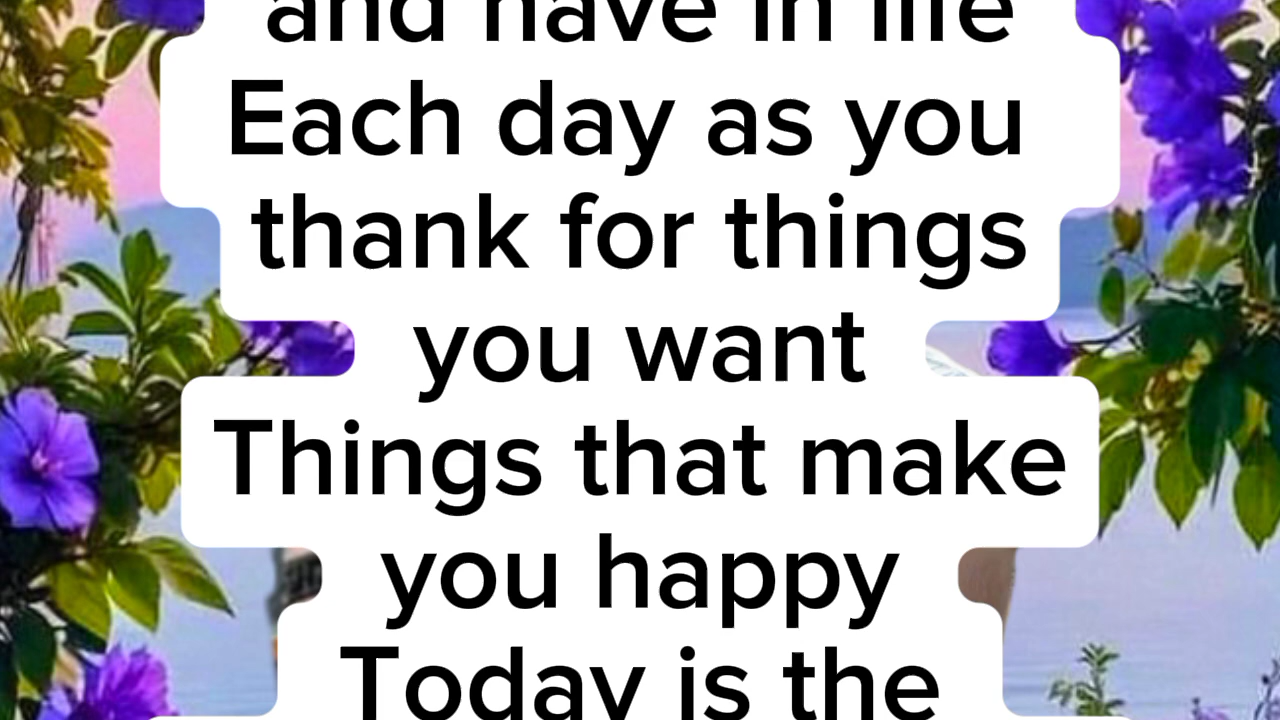 and have in life
Each day as you
thank for things
you want
Things that make
you happy
Today is the